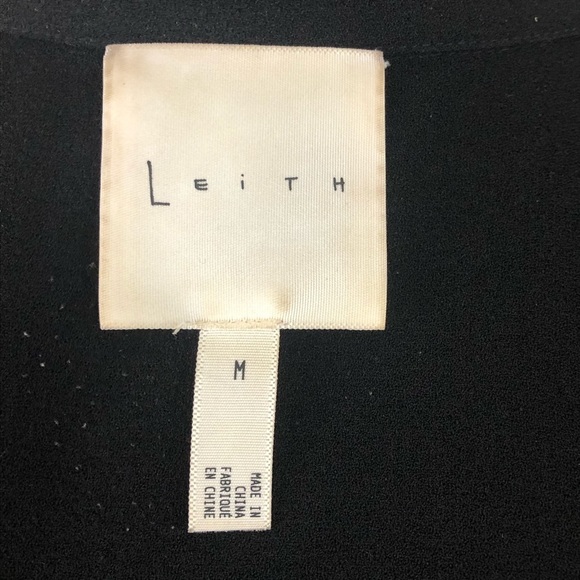 LEiTH
M
MADE IN
CHINA
FABRIQUÉ
EN CHINE